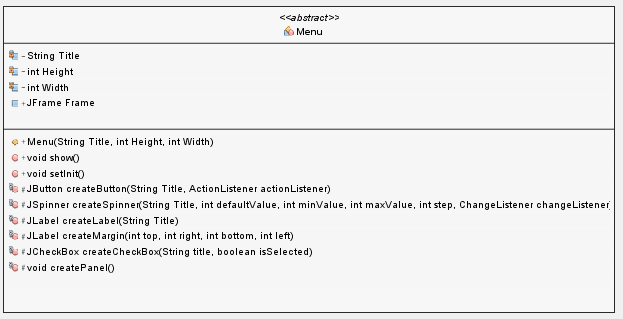 <<abstract>>
Menu
- String Title
- int Height
- int Width
+ JFrame Frame
+ Menu(String Title, int Height, int Width)
+ void show()
+ void setInit()
# JButton createButton(String Title, ActionListener actionListener)
# JSpinner createSpinner(String Title, int defaultValue, int minValue, int maxValue, int step, ChangeListener changeListener)
# JLabel createLabel(String Title)
# JLabel createMargin(int top, int right, int bottom, int left)
# JCheckBox createCheckBox(String title, boolean isSelected)
# void createPanel()